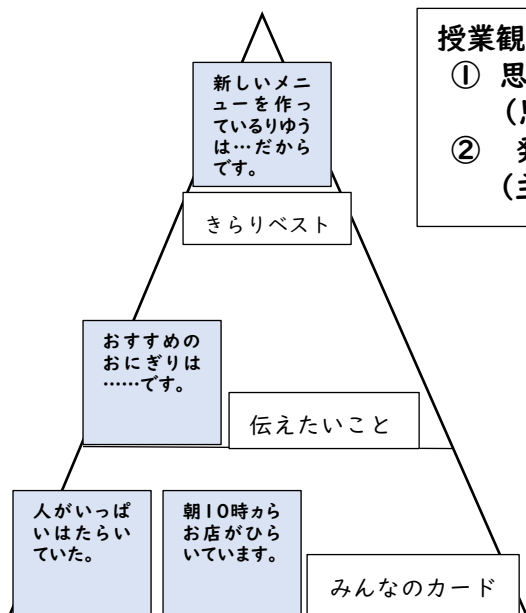 新しいメニ
ューを作っ
ているりゆう
は…だから
です。
きらりベスト
授業観
① 思
② 発
(主
おすすめの
おにぎりは
……です。
伝えたいこと
人がいっぱ
いはたらい
ていた。
朝10時から
お店がひら
いています。
みんなのカード